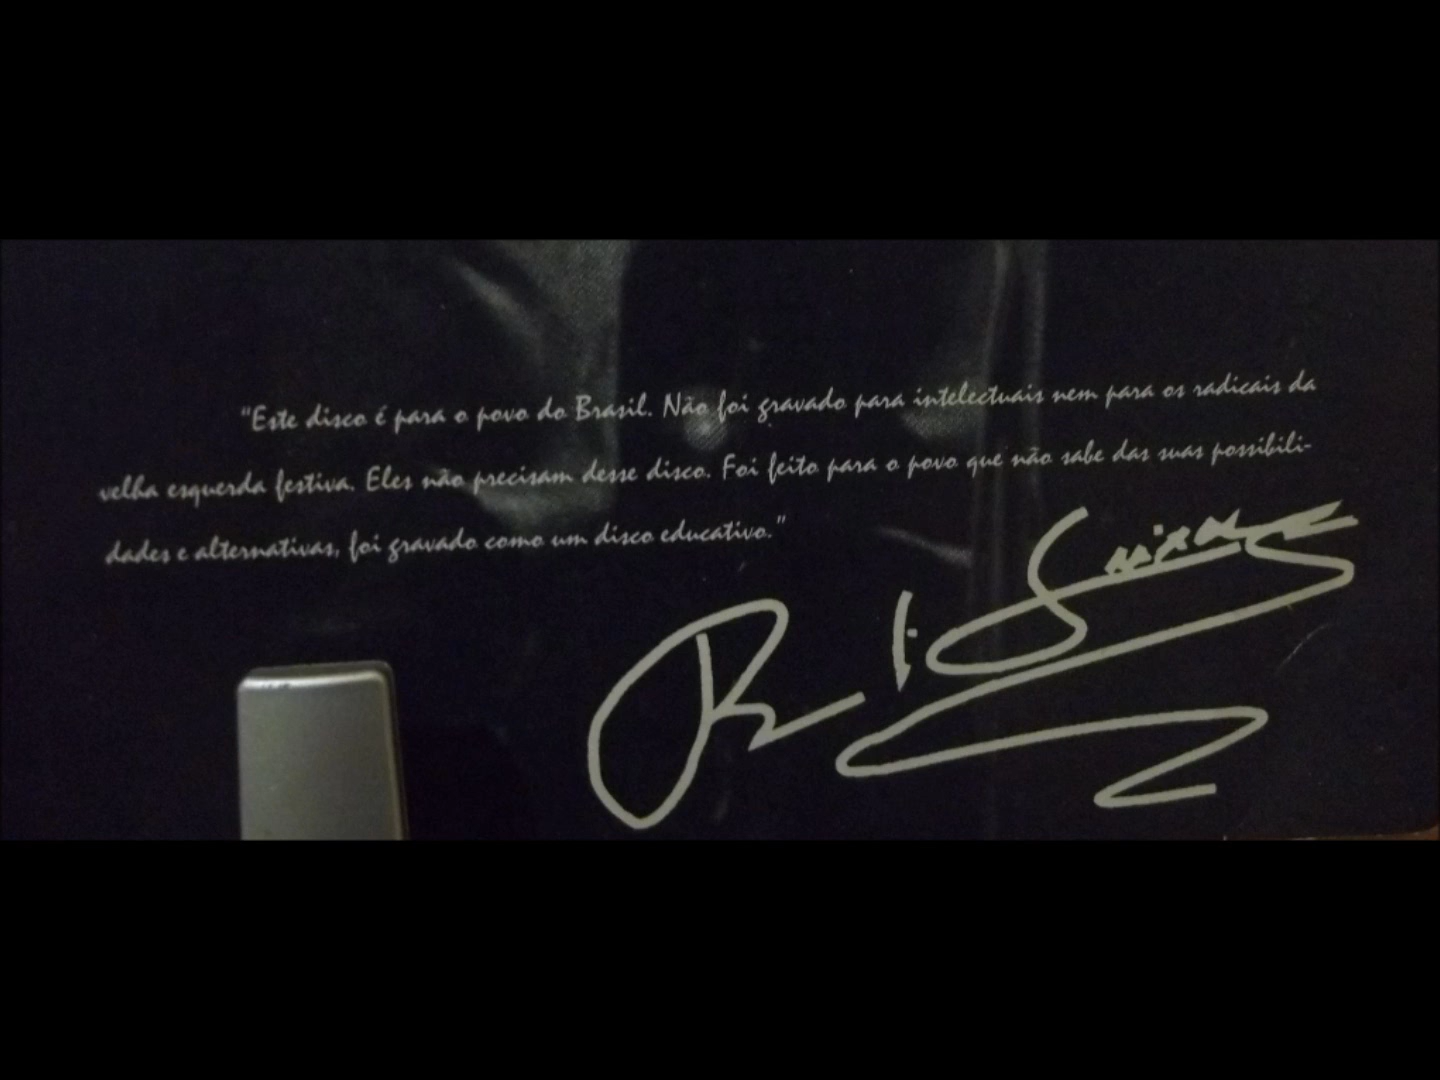 "Este disco é para o povo do Brasil. Não foi gravado para intelectuais nem para os radicais da
velha esquerda festiva. Eles não precisam desse disco. Foi feito para o povo que não sabe das suas possibili-
dades e alternativas, foi gravado como um disco educativo."
Raul Seixas